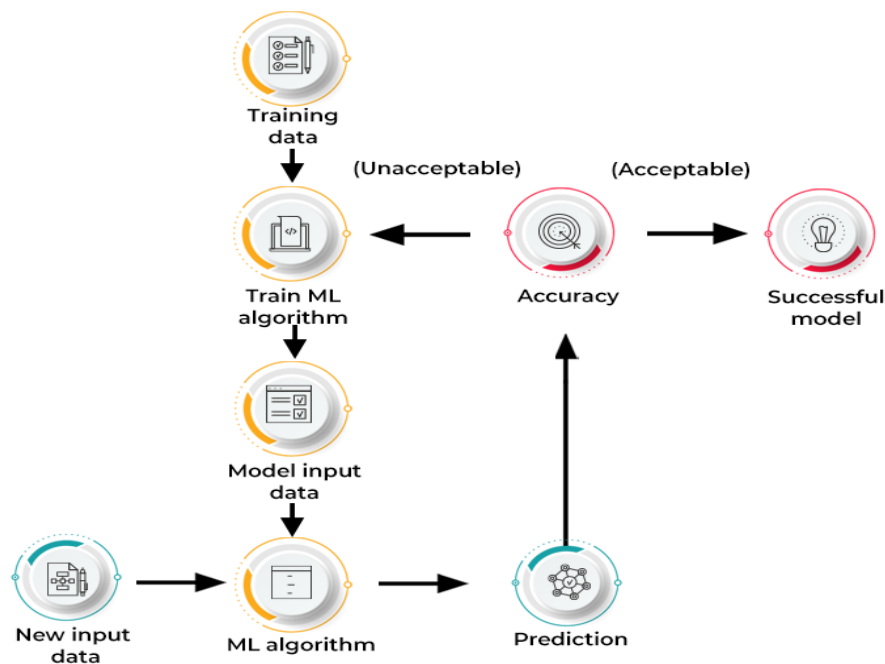 Training
data
(Unacceptable)
(Acceptable)
</>
Train ML
algorithm
Accuracy
Successful
model
Model input
data
New input
data
ML algorithm
Prediction